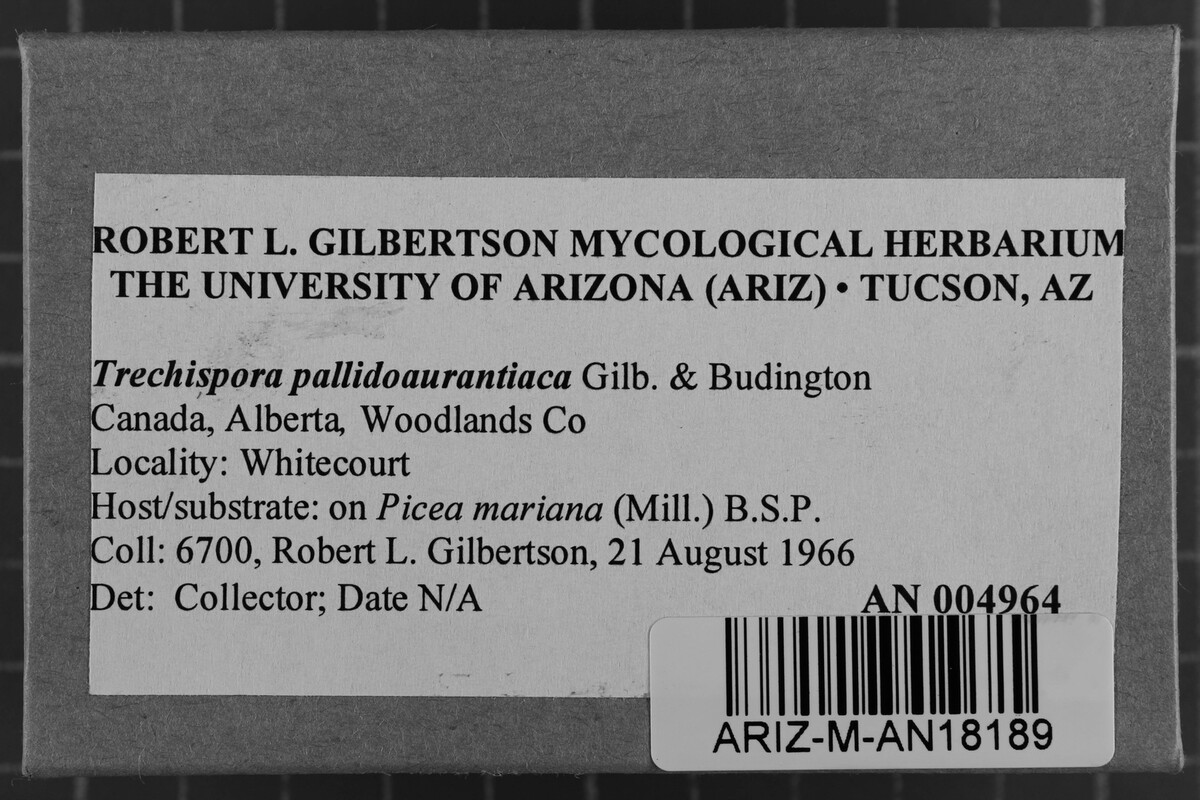 ROBERT L. GILBERTSON MYCOLOGICAL HERBARIUM
THE UNIVERSITY OF ARIZONA (ARIZ) • TUCSON, AZ
Trechispora pallidoaurantiaca Gilb. & Budington
Canada, Alberta, Woodlands Co
Locality: Whitecourt
Host/substrate: on Picea mariana (Mill.) B.S.P.
Coll: 6700, Robert L. Gilbertson, 21 August 1966
Det: Collector; Date N/A
AN 004964
ARIZ-M-AN18189